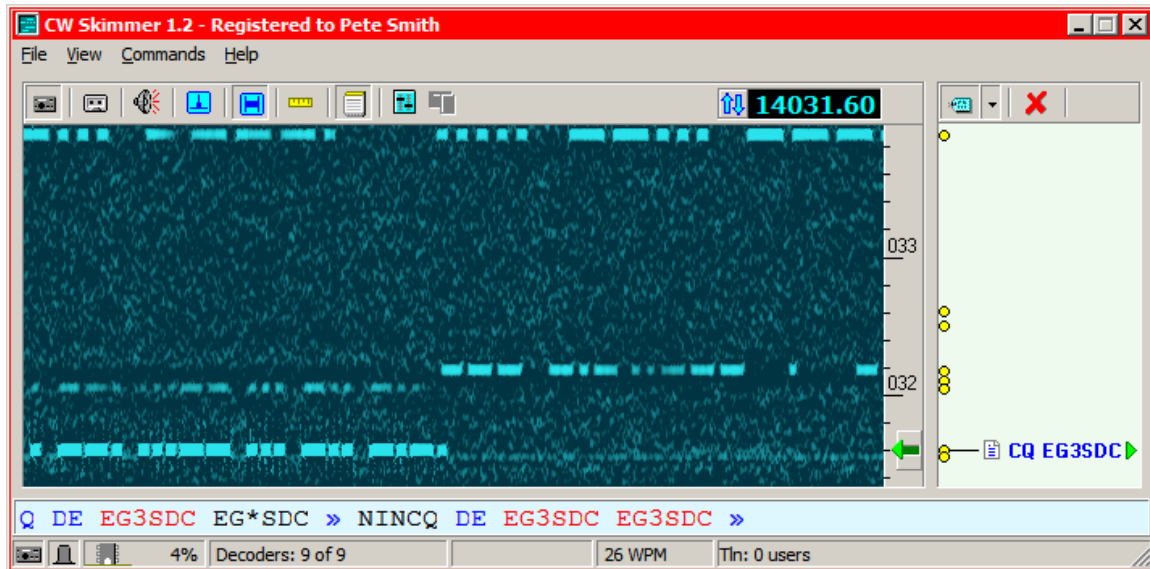 CW Skimmer 1.2 - Registered to Pete Smith
File View Commands Help
14031.60
033
032
CQ EG3SDC
Q DE EG3SDC EG*SDC » NINCQ DE EG3SDC EG3SDC »
4% Decoders: 9 of 9 26 WPM Tln: 0 users